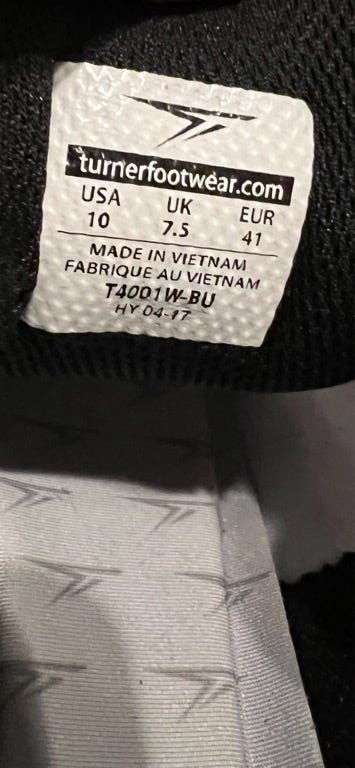 turnerfootwear.com
USA UK EUR
10 7.5 41
MADE IN VIETNAM
FABRIQUE AU VIETNAM
T4001W-BU
HY 04-17